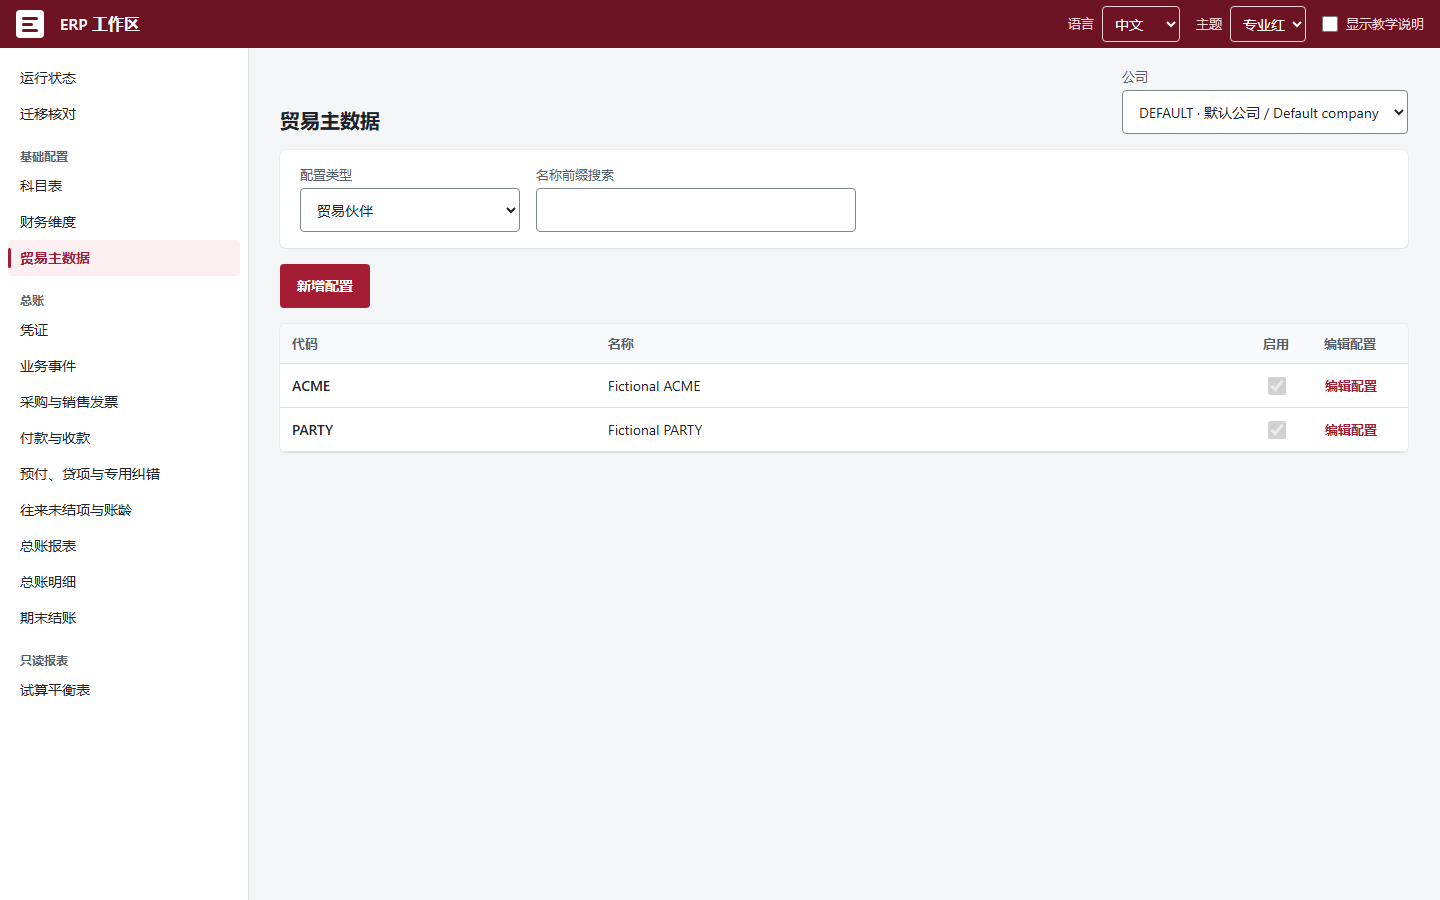 ERP 工作区
语言 中文 主题 专业红 显示教学说明
运行状态
迁移核对
基础配置
科目表
财务维度
贸易主数据
总账
凭证
业务事件
采购与销售发票
付款与收款
预付、贷项与专用纠错
往来未结项与账龄
总账报表
总账明细
期末结账
只读报表
试算平衡表
公司
DEFAULT · 默认公司 / Default company
贸易主数据
配置类型 名称前缀搜索
贸易伙伴
新增配置
代码 名称 启用 编辑配置
ACME Fictional ACME 编辑配置
PARTY Fictional PARTY 编辑配置